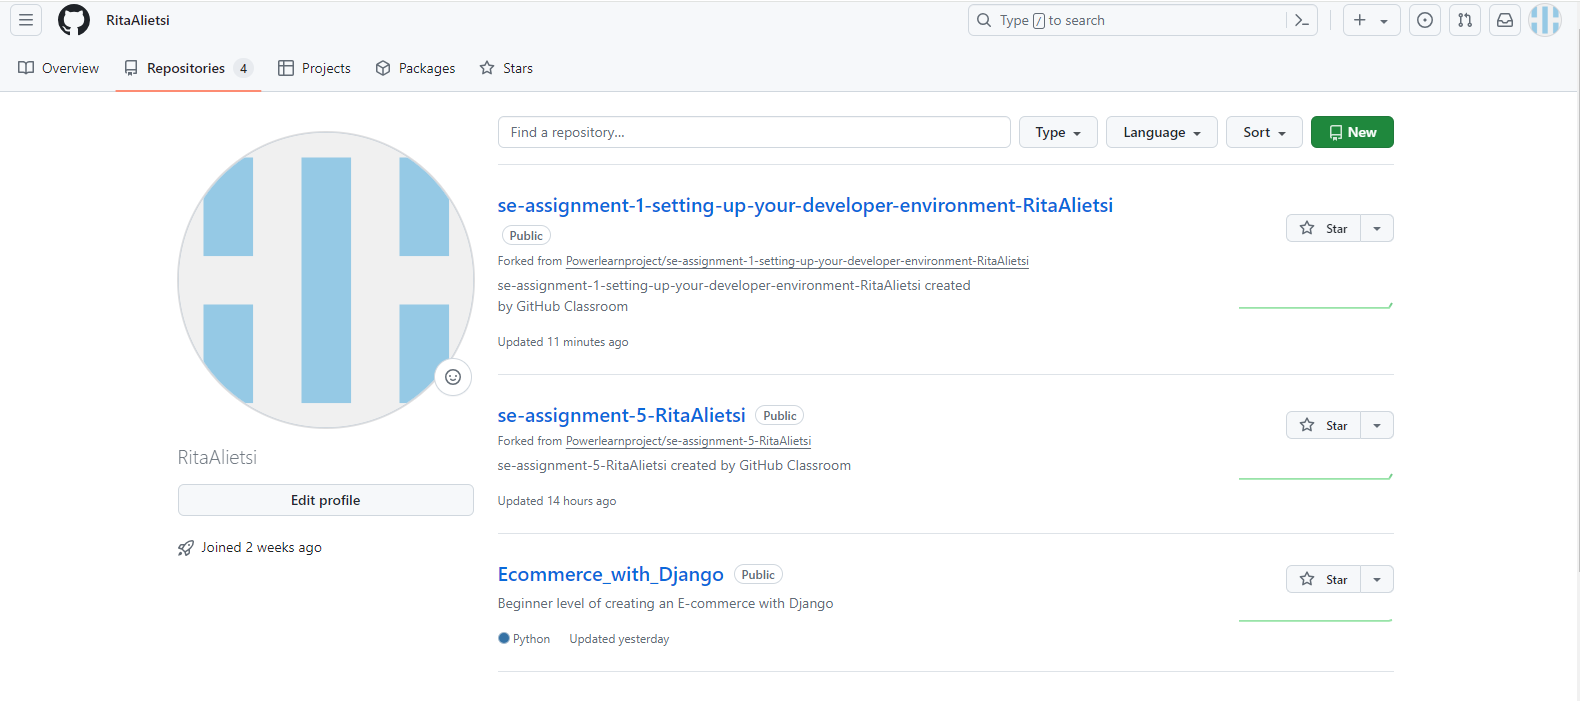 RitaAlietsi
Type / to search
Overview
Repositories 4
Projects
Packages
Stars
Find a repository...
Type
Language
Sort
New
se-assignment-1-setting-up-your-developer-environment-RitaAlietsi
Public
Star
Forked from Powerlearnproject/se-assignment-1-setting-up-your-developer-environment-RitaAlietsi
se-assignment-1-setting-up-your-developer-environment-RitaAlietsi created
by GitHub Classroom
Updated 11 minutes ago
se-assignment-5-RitaAlietsi Public
Star
Forked from Powerlearnproject/se-assignment-5-RitaAlietsi
se-assignment-5-RitaAlietsi created by GitHub Classroom
Updated 14 hours ago
Ecommerce_with_Django Public
Star
Beginner level of creating an E-commerce with Django
Python Updated yesterday
RitaAlietsi
Edit profile
Joined 2 weeks ago